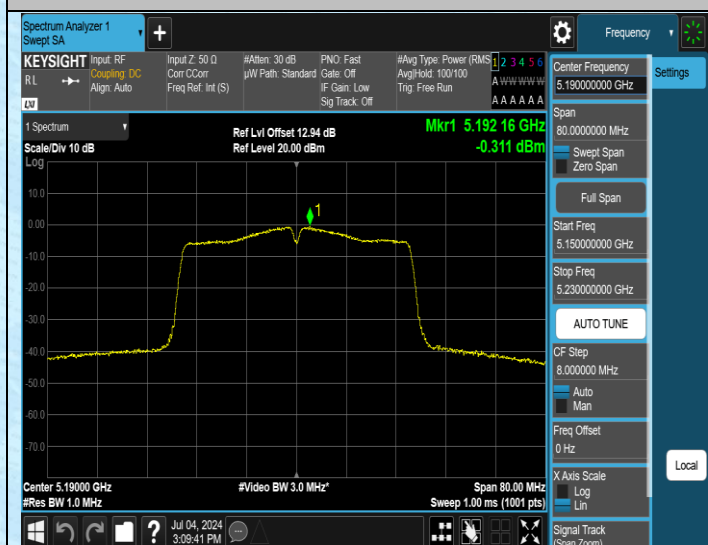 Spectrum Analyzer 1
Swept SA
Frequency
KEYSIGHT
RL
LXI
Input: RF
Coupling: DC
Align: Auto
Input Z: 50 Ω
Corr CCorr
Freq Ref: Int (S)
#Atten: 30 dB
µW Path: Standard
PNO: Fast
Gate: Off
IF Gain: Low
Sig Track: Off
#Avg Type: Power (RMS
Avg|Hold: 100/100
Trig: Free Run
1 2 3 4 5 6
A W W W W W
A A A A A A
1 Spectrum
Scale/Div 10 dB
Log
Ref Lvl Offset 12.94 dB
Ref Level 20.00 dBm
Mkr1 5.192 16 GHz
-0.311 dBm
10.0
0.00
-10.0
-20.0
-30.0
-40.0
-50.0
-60.0
-70.0
1
Center 5.19000 GHz
#Res BW 1.0 MHz
#Video BW 3.0 MHz*
Span 80.00 MHz
Sweep 1.00 ms (1001 pts)
Jul 04, 2024
3:09:41 PM
Center Frequency
5.190000000 GHz
Settings
Span
80.0000000 MHz
Swept Span
Zero Span
Full Span
Start Freq
5.150000000 GHz
Stop Freq
5.230000000 GHz
AUTO TUNE
CF Step
8.000000 MHz
Auto
Man
Freq Offset
0 Hz
X Axis Scale
Log
Lin
Local
Signal Track
(Span Zoom)